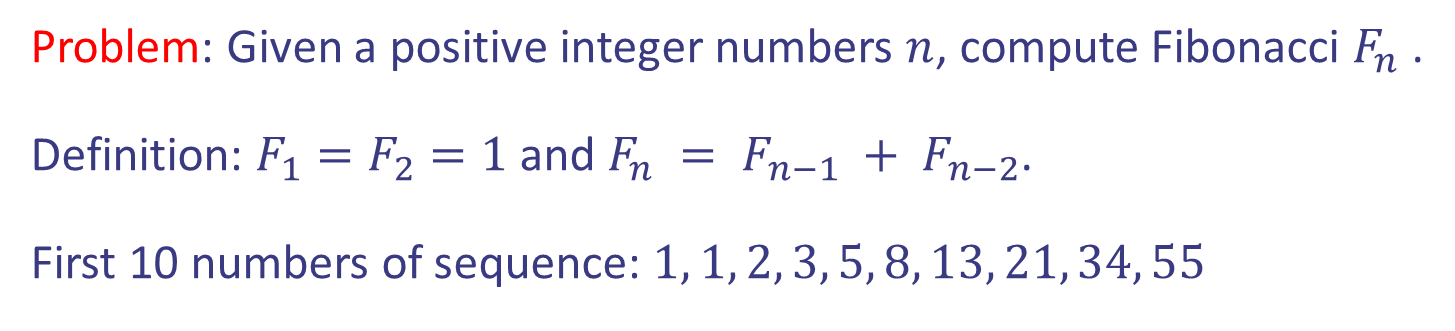 Problem: Given a positive integer numbers n, compute Fibonacci Fₙ .
Definition: F₁ = F₂ = 1 and Fₙ = Fₙ₋₁ + Fₙ₋₂.
First 10 numbers of sequence: 1, 1, 2, 3, 5, 8, 13, 21, 34, 55